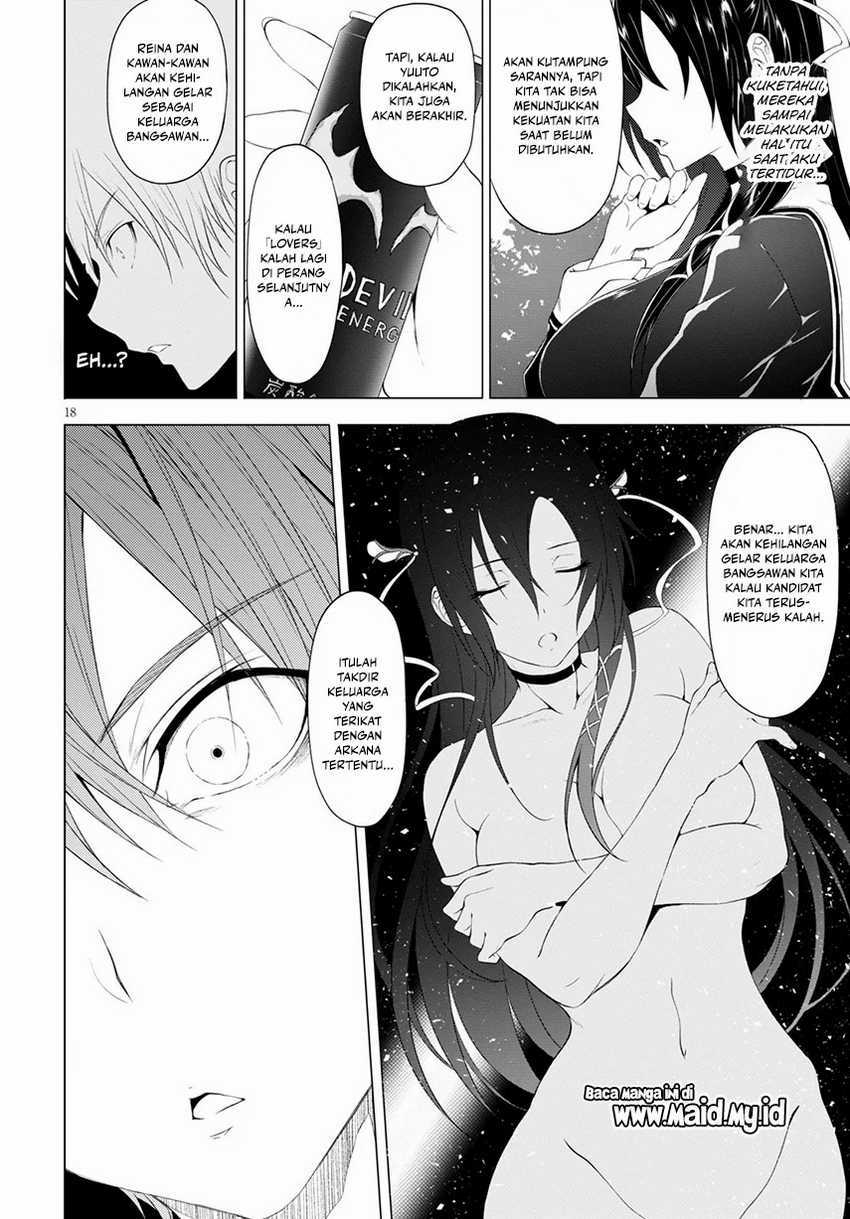 TANPA
KUKETAHUI,
MEREKA
SAMPAI
MELAKUKAN
HAL ITU
SAAT AKU
TERTIDUR...
AKAN KUTAMPUNG
SARANNYA, TAPI
KITA TAK BISA
MENUNJUKKAN
KEKUATAN KITA
SAAT BELUM
DIBUTUHKAN.
TAPI, KALAU
YUUTO
DIKALAHKAN,
KITA JUGA
AKAN BERAKHIR.
KALAU
「LOVERS」
KALAH LAGI
DI PERANG
SELANJUTNY
A...
DEVIL
ENERG
炭酸
REINA DAN
KAWAN-KAWAN
AKAN KEHI-
LANGAN GELAR
SEBAGAI
KELUARGA
BANGSAWAN...
EH...?
18
BENAR... KITA
AKAN KEHILANGAN
GELAR KELUARGA
BANGSAWAN KITA
KALAU KANDIDAT
KITA TERUS-
MENERUS KALAH.
ITULAH
TAKDIR KELUARGA
YANG
TERIKAT
DENGAN
ARKANA
TERTENTU...
Baca Manga ini di
www.Maid.My.id